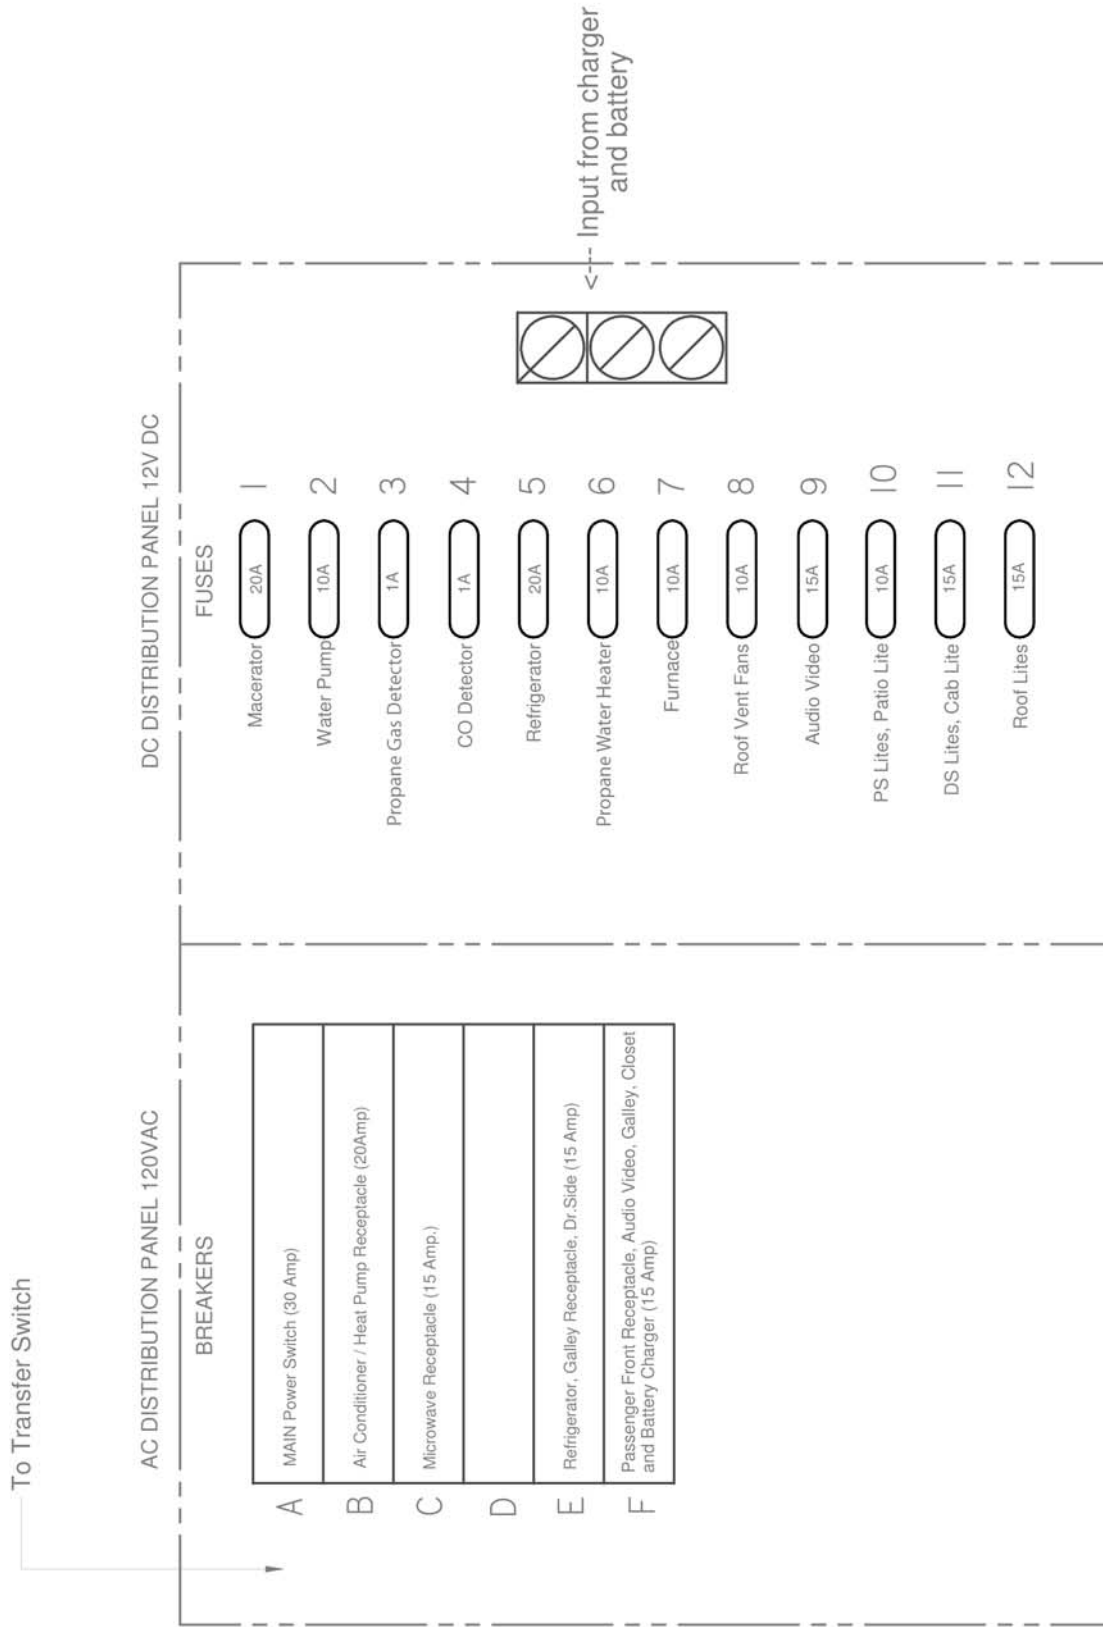 To Transfer Switch
AC DISTRIBUTION PANEL 120VAC
BREAKERS
A MAIN Power Switch (30 Amp)
B Air Conditioner / Heat Pump Receptacle (20Amp)
C Microwave Receptacle (15 Amp.)
D
E Refrigerator, Galley Receptacle, Dr.Side (15 Amp)
F Passenger Front Receptacle, Audio Video, Galley, Closet
and Battery Charger (15 Amp)
DC DISTRIBUTION PANEL 12V DC
FUSES
Macerator 20A 1
Water Pump 10A 2
Propane Gas Detector 1A 3
CO Detector 1A 4
Refrigerator 20A 5
Propane Water Heater 10A 6
Furnace 10A 7
Roof Vent Fans 10A 8
Audio Video 15A 9
PS Lites, Patio Lite 10A 10
DS Lites, Cab Lite 15A 11
Roof Lites 15A 12
Input from charger
and battery